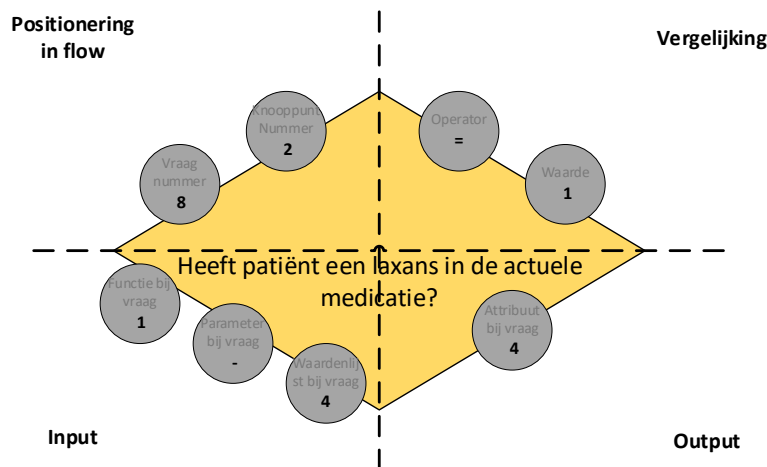 Positionering
in flow
Vergelijking
Knooppunt
Nummer
2
Operator
=
Vraag
nummer
8
Waarde
1
Heeft patiënt een laxans in de actuele
medicatie?
Functie bij
vraag
1
Parameter
bij vraag
-
Waardenlij
st bij vraag
4
Attribuut
bij vraag
4
Input
Output